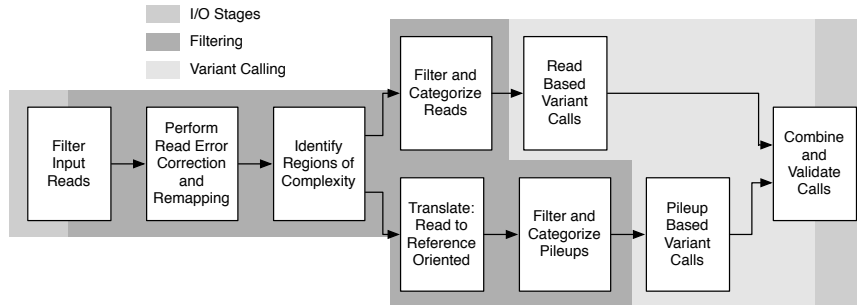 I/O Stages
Filtering
Variant Calling
Filter
Input
Reads
Perform
Read Error
Correction
and
Remapping
Identify
Regions of
Complexity
Filter and
Categorize
Reads
Read
Based
Variant
Calls
Translate:
Read to
Reference
Oriented
Filter and
Categorize
Pileups
Pileup
Based
Variant
Calls
Combine
and
Validate
Calls